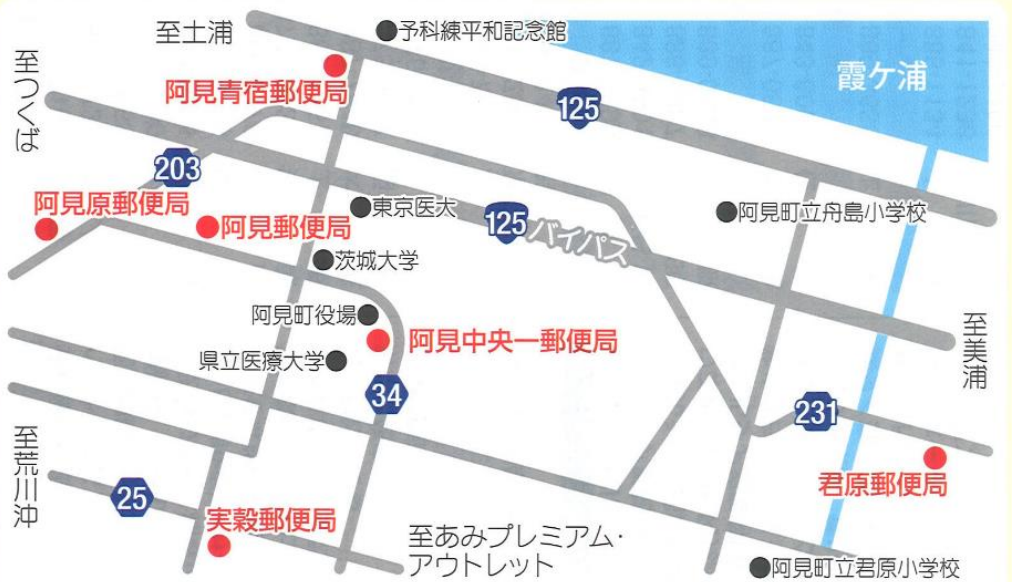 至土浦
予科練平和記念館
至つくば
阿見青宿郵便局
霞ケ浦
125
203
阿見原郵便局
阿見郵便局
東京医大
125
バイパス
阿見町立舟島小学校
茨城大学
阿見町役場
阿見中央一郵便局
至美浦
県立医療大学
34
231
至荒川沖
君原郵便局
25
実穀郵便局
至あみプレミアム・
アウトレット
阿見町立君原小学校